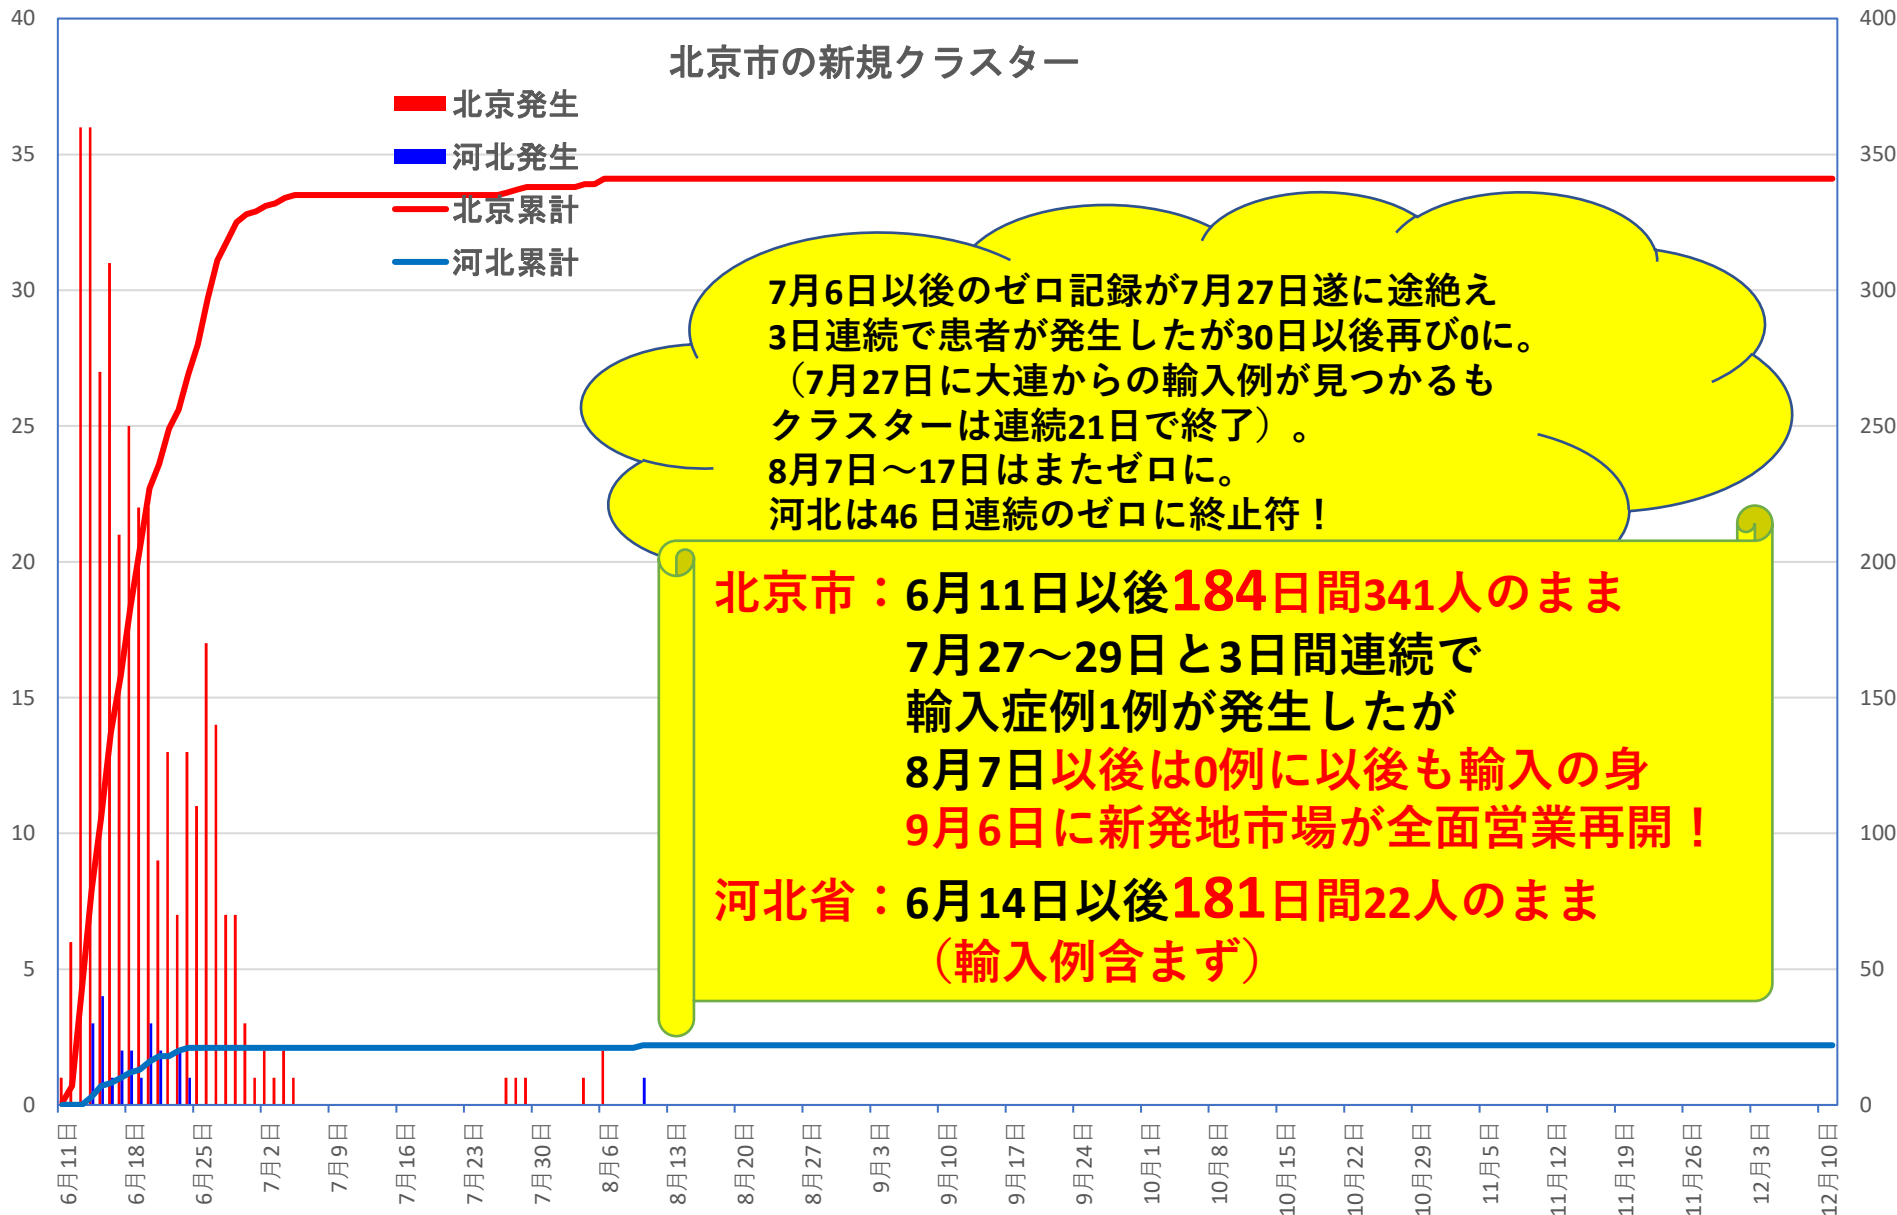 北京市の新規クラスター
北京発生
河北発生
北京累計
河北累計
40
35
30
25
20
15
10
5
0
400
350
300
250
200
150
100
50
0
7月6日以後のゼロ記録が7月27日遂に途絶え
3日連続で患者が発生したが30日以後再び0に。
（7月27日に大連からの輸入例が見つかるも
クラスターは連続21日で終了）。
8月7日～17日はまたゼロに。
河北は46 日連続のゼロに終止符！
北京市：6月11日以後184日間341人のまま
7月27～29日と3日間連続で
輸入症例1例が発生したが
8月7日以後は0例に以後も輸入の身
9月6日に新発地市場が全面営業再開！
河北省：6月14日以後181日間22人のまま
（輸入例含まず）
6月11日
6月18日
6月25日
7月2日
7月9日
7月16日
7月23日
7月30日
8月6日
8月13日
8月20日
8月27日
9月3日
9月10日
9月17日
9月24日
10月1日
10月8日
10月15日
10月22日
10月29日
11月5日
11月12日
11月19日
11月26日
12月3日
12月10日